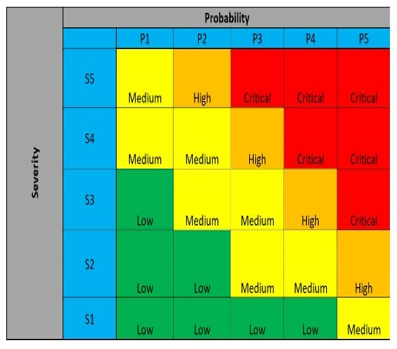 Probability
P1 P2 P3 P4 P5
Severity
S5 Medium High Critical Critical Critical
S4 Medium Medium High Critical Critical
S3 Low Medium Medium High Critical
S2 Low Low Medium Medium High
S1 Low Low Low Low Medium